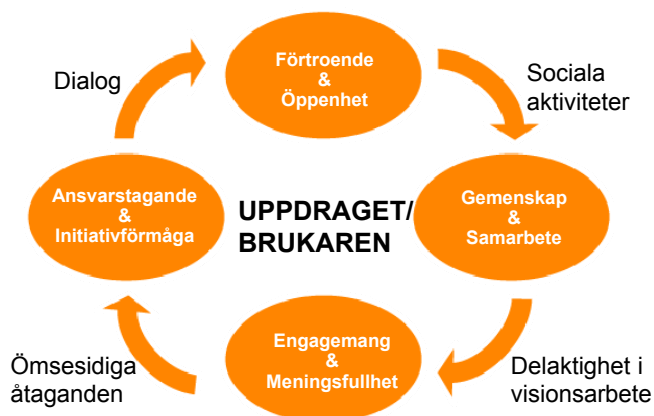 Förtroende
&
Öppenhet
Dialog
Sociala
aktiviteter
Ansvarstagande
&
Initiativförmåga
UPPDRAGET/
BRUKAREN
Gemenskap
&
Samarbete
Engagemang
&
Meningsfullhet
Ömsesidiga
åtaganden
Delaktighet i
visionsarbete